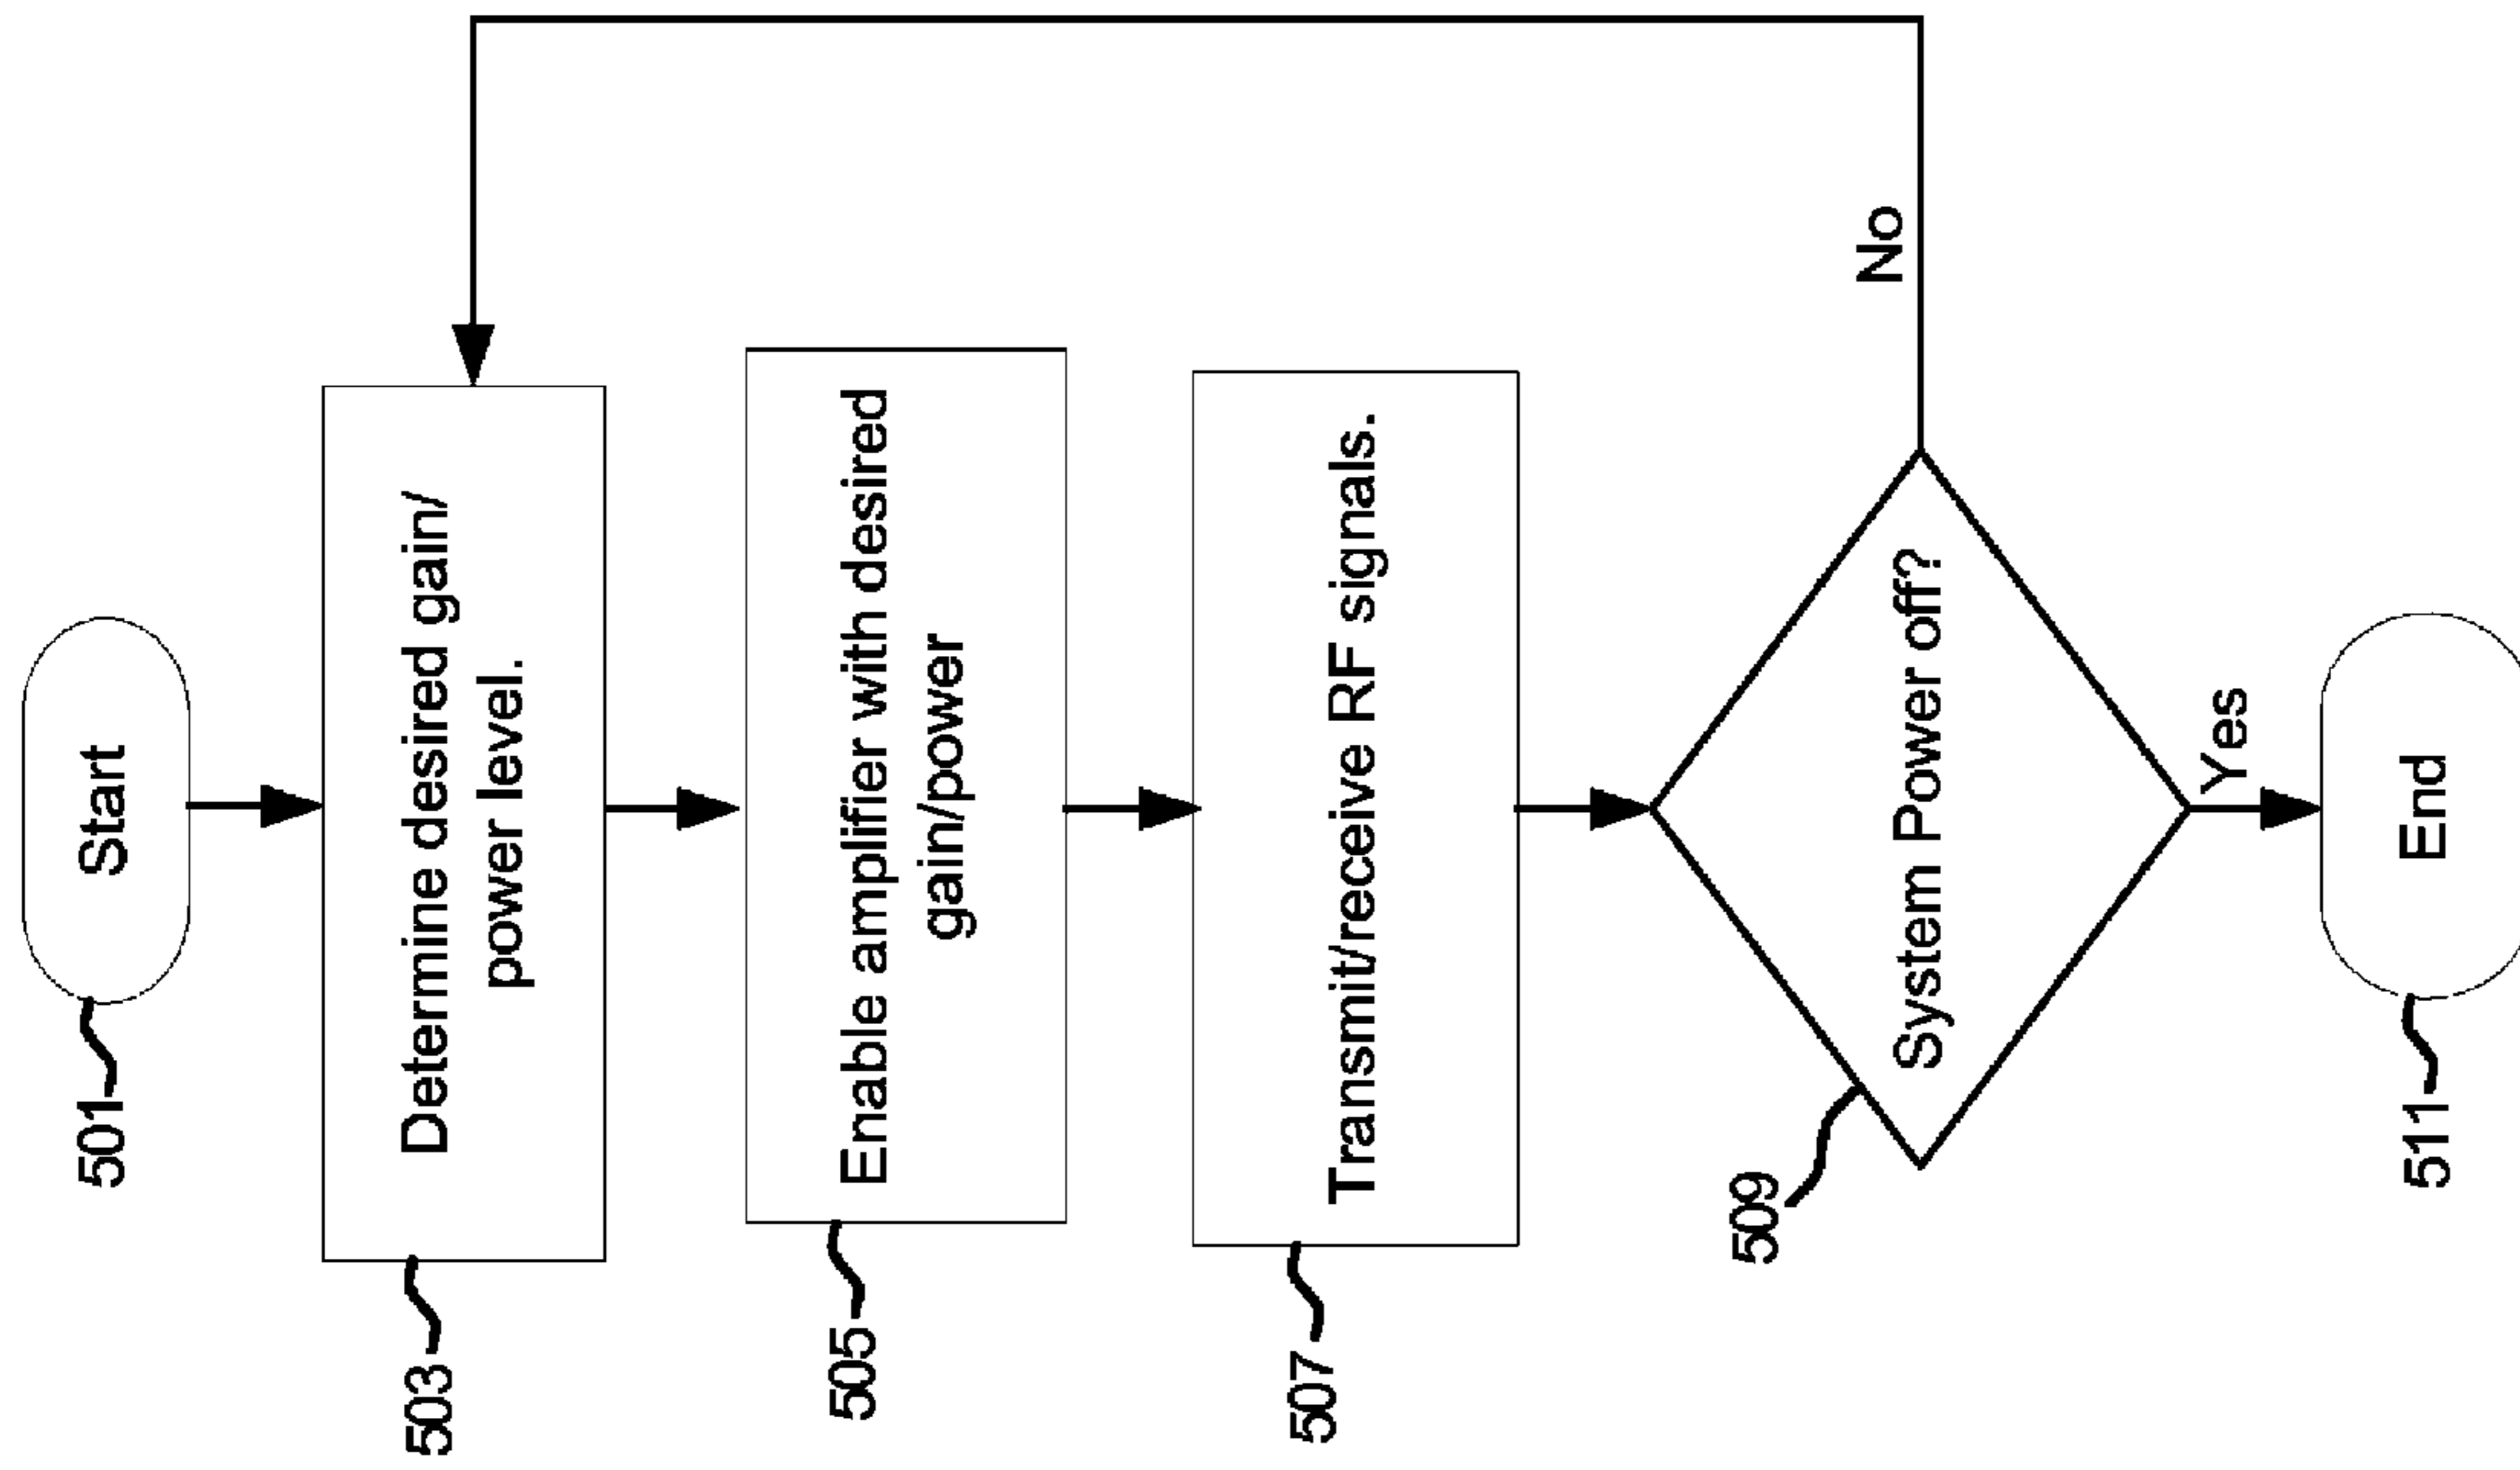 501
Start
503
Determine desired gain/
power level.
505
Enable amplifier with desired
gain/power
507
Transmit/receive RF signals.
509
System Power off?
No
Yes
511
End